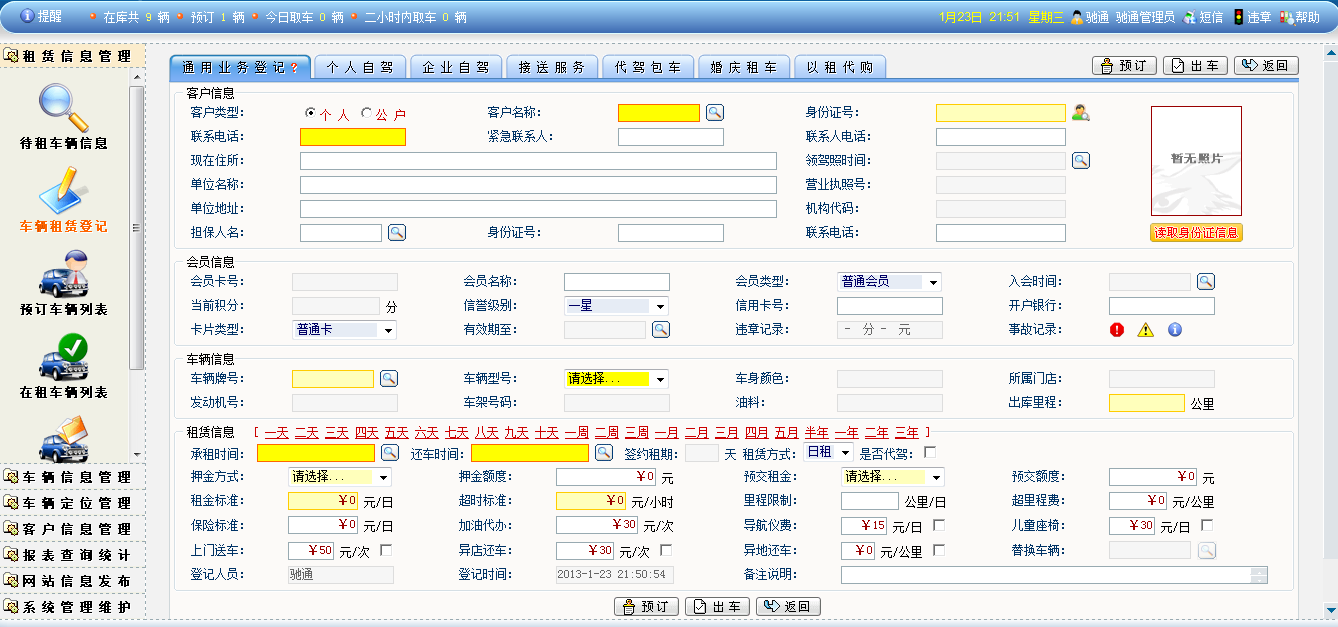 提醒 在库共 9 辆 预订 1 辆 今日取车 0 辆 二小时内取车 0 辆 1月23日 21:51 星期三 驰通 驰通管理员 短信 违章 帮助
租赁信息管理
待租车辆信息
车辆租赁登记
预订车辆列表
在租车辆列表
车辆信息管理
车辆定位管理
客户信息管理
报表查询统计
网站信息发布
系统管理维护
通用业务登记? 个人自驾 企业自驾 接送服务 代驾包车 婚庆租车 以租代购 预订 出车 返回
客户信息
客户类型: 个人 公户 客户名称: 身份证号:
联系电话: 紧急联系人: 联系人电话:
现在住所: 领驾照时间:
单位名称: 营业执照号:
单位地址: 机构代码:
担保人名: 身份证号: 联系电话:
暂无照片
读取身份证信息
会员信息
会员卡号: 会员名称: 会员类型: 普通会员 入会时间:
当前积分: 分 信誉级别: 一星 信用卡号: 开户银行:
卡片类型: 普通卡 有效期至: 违章记录: - 分 - 元 事故记录:
车辆信息
车辆牌号: 车辆型号: 请选择... 车身颜色: 所属门店:
发动机号: 车架号码: 油料: 出库里程: 公里
租赁信息 [ 一天 二天 三天 四天 五天 六天 七天 八天 九天 十天 一周 二周 三周 一月 二月 三月 四月 五月 半年 一年 二年 三年 ]
承租时间: 还车时间: 签约租期: 天 租赁方式: 日租 是否代驾:
押金方式: 请选择... 押金额度: ¥0 元 预交租金: 请选择... 预交额度: ¥0 元
租金标准: ¥0 元/日 超时标准: ¥0 元/小时 里程限制: 公里/日 超里程费: ¥0 元/公里
保险标准: ¥0 元/日 加油代办: ¥30 元/次 导航仪费: ¥15 元/日 儿童座椅: ¥30 元/日
上门送车: ¥50 元/次 异店还车: ¥30 元/次 异地还车: ¥0 元/公里 替换车辆:
登记人员: 驰通 登记时间: 2013-1-23 21:50:54 备注说明:
预订 出车 返回